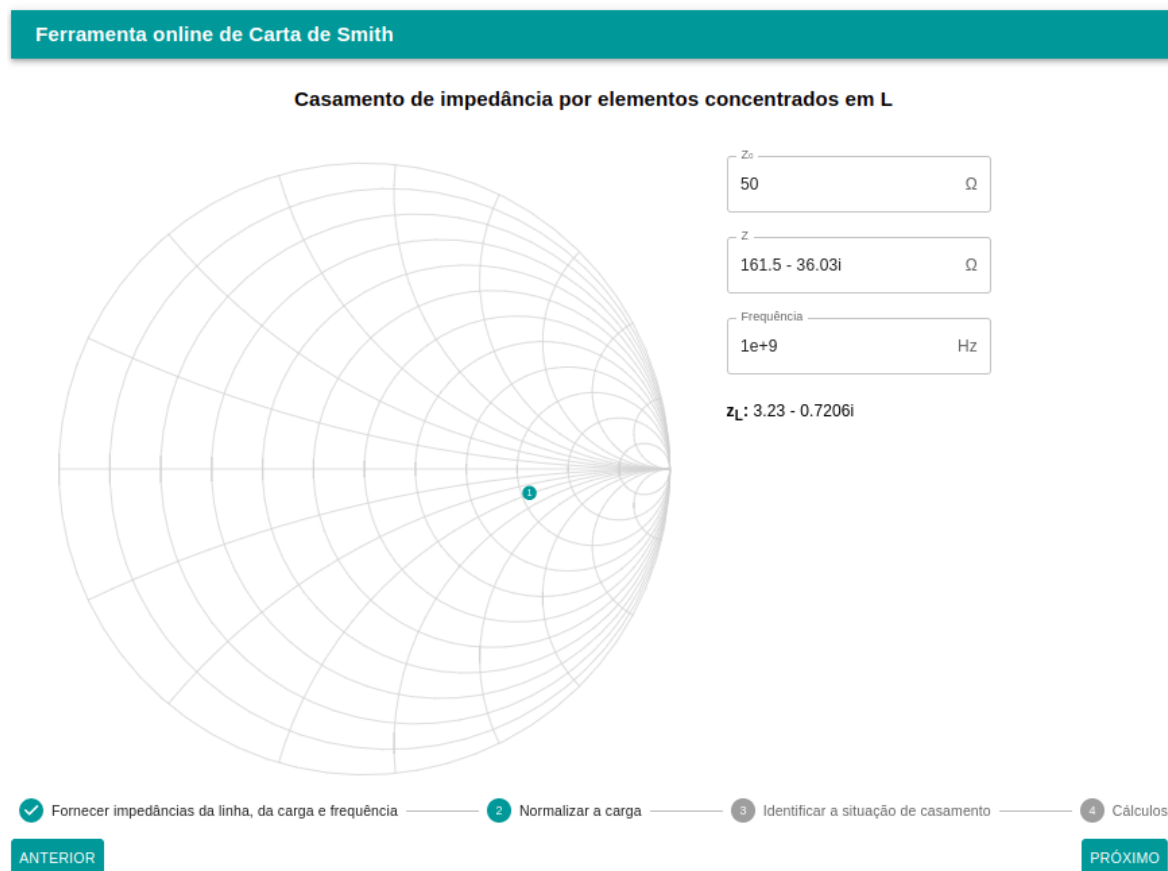 Ferramenta online de Carta de Smith
Casamento de impedância por elementos concentrados em L
Z₀
50 Ω
Z
161.5 - 36.03i Ω
Frequência
1e+9 Hz
zL: 3.23 - 0.7206i
1
Fornecer impedâncias da linha, da carga e frequência
2 Normalizar a carga
3 Identificar a situação de casamento
4 Cálculos
ANTERIOR
PRÓXIMO